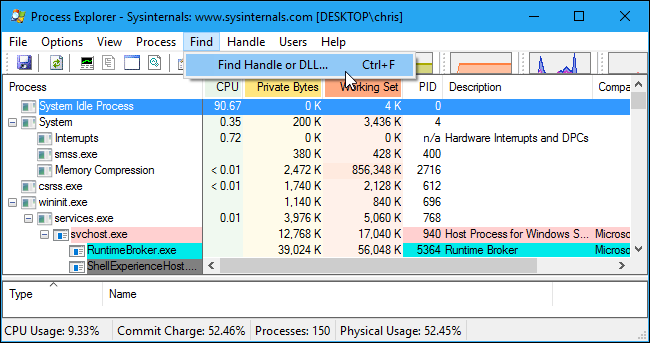 Process Explorer - Sysinternals: www.sysinternals.com [DESKTOP\chris]
File Options View Process Find Handle Users Help
Find Handle or DLL... Ctrl+F
Process CPU Private Bytes Working Set PID Description Compa
System Idle Process 90.67 0 K 4 K 0
System 0.35 200 K 3,436 K 4
Interrupts 0.72 0 K 0 K n/a Hardware Interrupts and DPCs
smss.exe 380 K 428 K 400
Memory Compression < 0.01 2,472 K 856,348 K 2716
csrss.exe < 0.01 1,740 K 2,128 K 612
wininit.exe 1,140 K 840 K 696
services.exe 0.01 3,976 K 5,060 K 768
svchost.exe 12,768 K 17,040 K 940 Host Process for Windows S... Microso
RuntimeBroker.exe 39,024 K 56,048 K 5364 Runtime Broker Microso
ShellExperienceHost....
Type Name
CPU Usage: 9.33% Commit Charge: 52.46% Processes: 150 Physical Usage: 52.45%